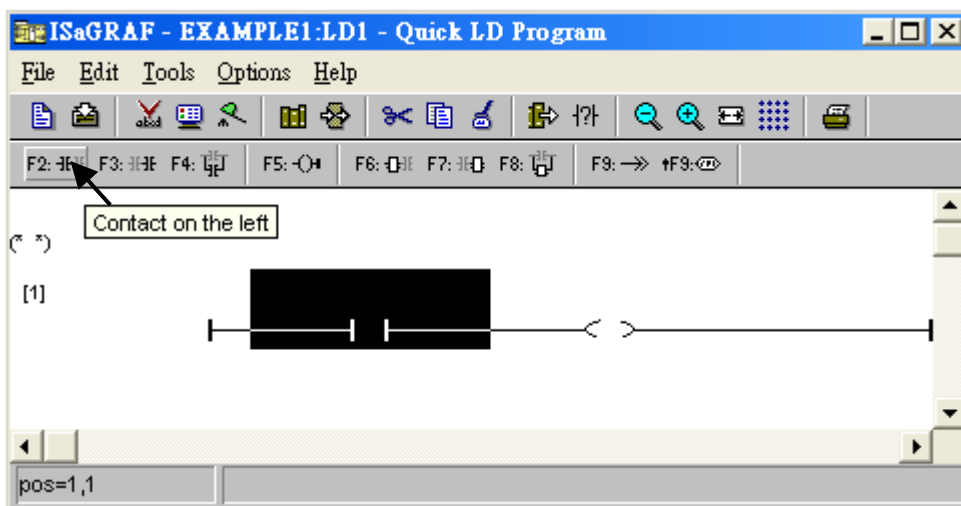 ISaGRAF - EXAMPLE1:LD1 - Quick LD Program
File Edit Tools Options Help
abcd
?
F2: F3: F4: F5: F6: F7: F8: F9: F9:
Contact on the left
(* *)
[1]
pos=1,1